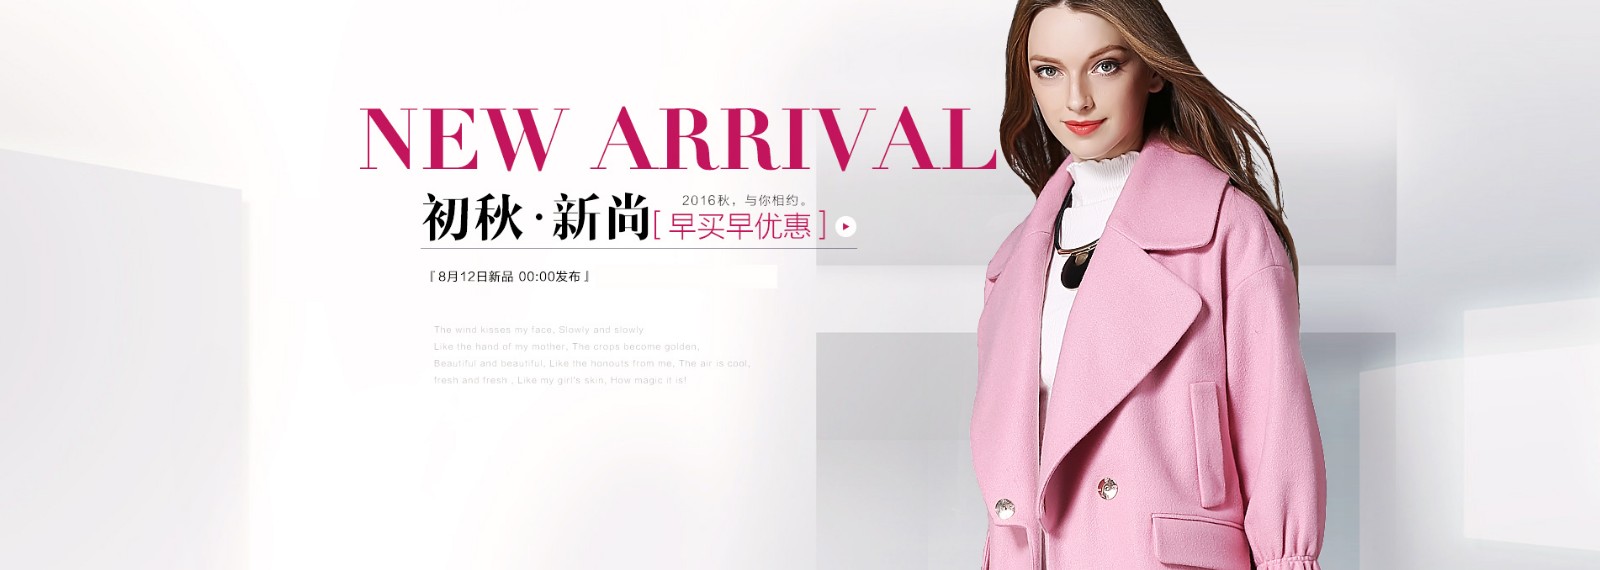 NEW ARRIVAL
初秋·新尚
2016秋，与你相约。
[早买早优惠]
『8月12日新品 00:00发布』
The wind kisses my face, Slowly and slowly
Like the hand of my mother, The crops become golden,
Beautiful and beautiful, Like the honouts from me, The air is cool,
fresh and fresh , Like my girl's skin, How magic it is!